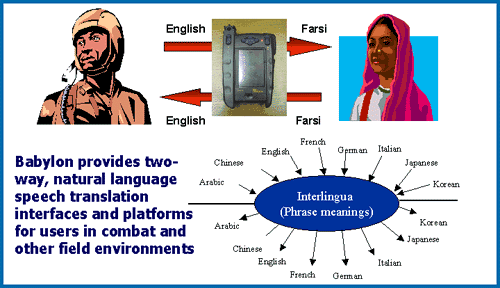 English Farsi
English Farsi
Babylon provides two-
way, natural language
speech translation
interfaces and platforms
for users in combat and
other field environments
Arabic
Chinese
English
French
German
Italian
Japanese
Korean
Interlingua
(Phrase meanings)
Arabic
Chinese
English
French
German
Italian
Japanese
Korean